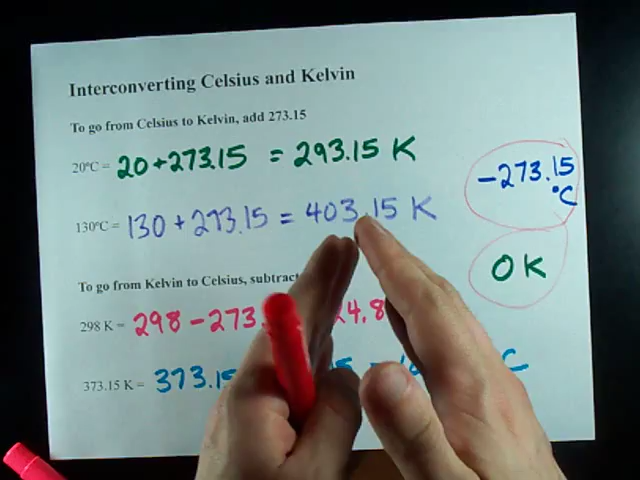 Interconverting Celsius and Kelvin
To go from Celsius to Kelvin, add 273.15
20°C = 20 + 273.15 = 293.15 K
130°C = 130 + 273.15 = 403.15 K
-273.15
°C
0 K
To go from Kelvin to Celsius, subtract
298 K = 298 - 273. 24.8
373.15 K = 373.15 C